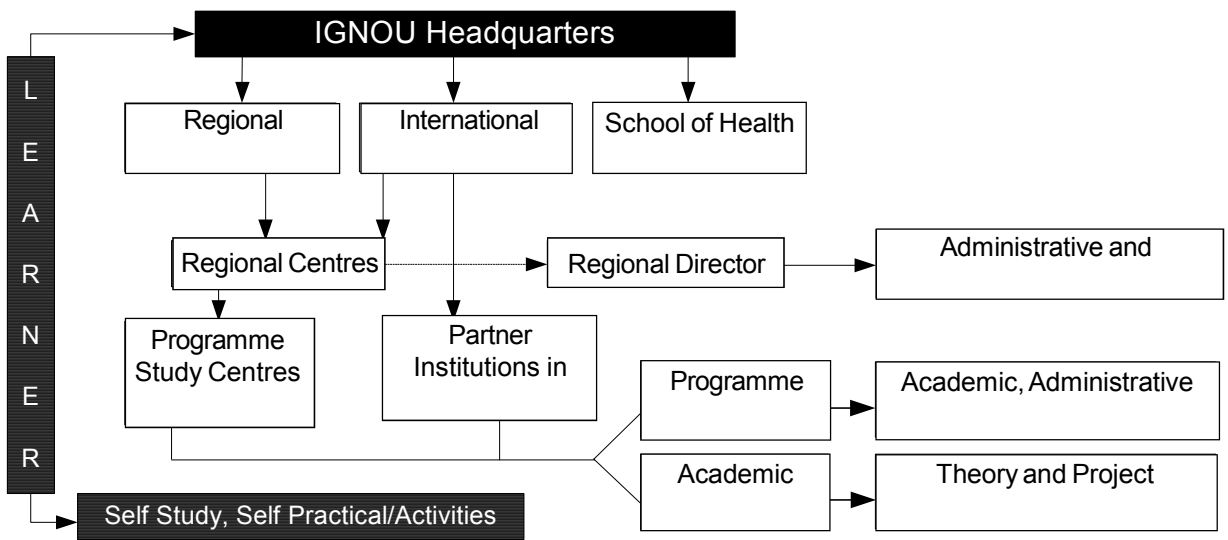 IGNOU Headquarters
L
E
A
R
N
E
R
Regional
International
School of Health
Regional Centres
Regional Director
Administrative and
Programme
Study Centres
Partner
Institutions in
Programme
Academic, Administrative
Academic
Theory and Project
Self Study, Self Practical/Activities